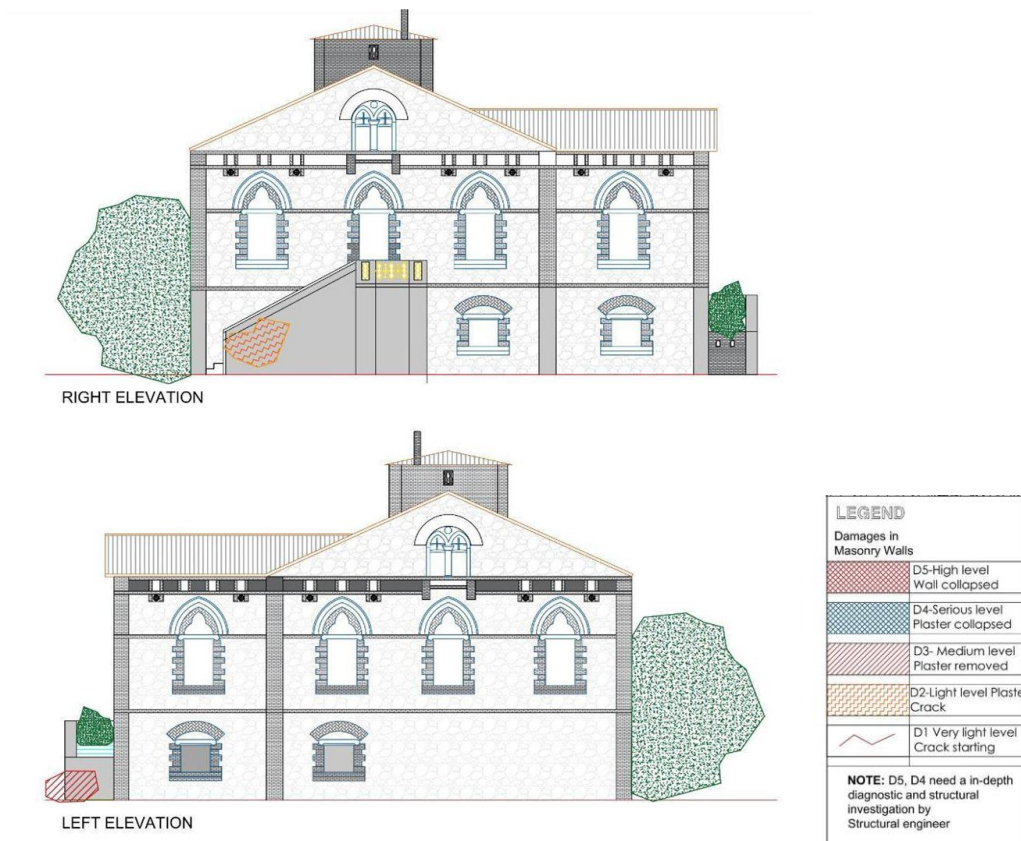 RIGHT ELEVATION
LEFT ELEVATION
LEGEND
Damages in
Masonry Walls
D5-High level
Wall collapsed
D4-Serious level
Plaster collapsed
D3- Medium level
Plaster removed
D2-Light level Plaste
Crack
D1 Very light level
Crack starting
NOTE: D5, D4 need a in-depth
diagnostic and structural
investigation by
Structural engineer